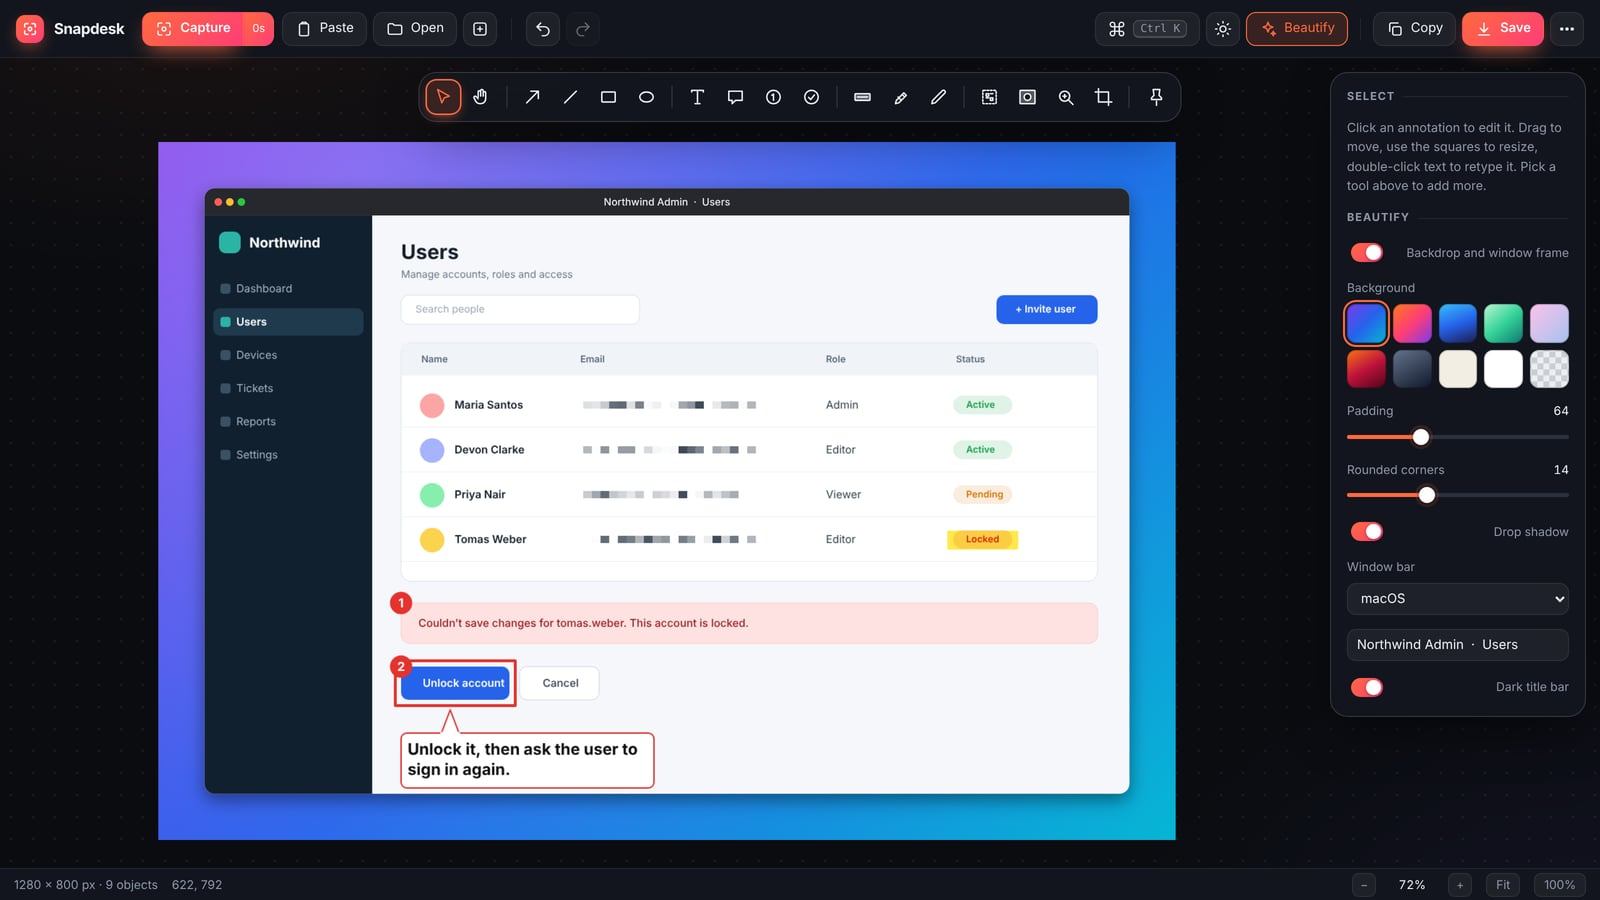 Snapdesk
Capture 0s
Paste
Open
Ctrl K
Beautify
Copy
Save
1
SELECT
Click an annotation to edit it. Drag to
move, use the squares to resize,
double-click text to retype it. Pick a
tool above to add more.
BEAUTIFY
Backdrop and window frame
Background
Padding 64
Rounded corners 14
Drop shadow
Window bar
macOS
Northwind Admin · Users
Dark title bar
Northwind Admin · Users
Northwind
Dashboard
Users
Devices
Tickets
Reports
Settings
Users
Manage accounts, roles and access
Search people
+ Invite user
Name Email Role Status
Maria Santos Admin Active
Devon Clarke Editor Active
Priya Nair Viewer Pending
Tomas Weber Editor Locked
1
Couldn't save changes for tomas.weber. This account is locked.
2
Unlock account
Cancel
Unlock it, then ask the user to
sign in again.
1280 × 800 px · 9 objects 622, 792
− 72% + Fit 100%